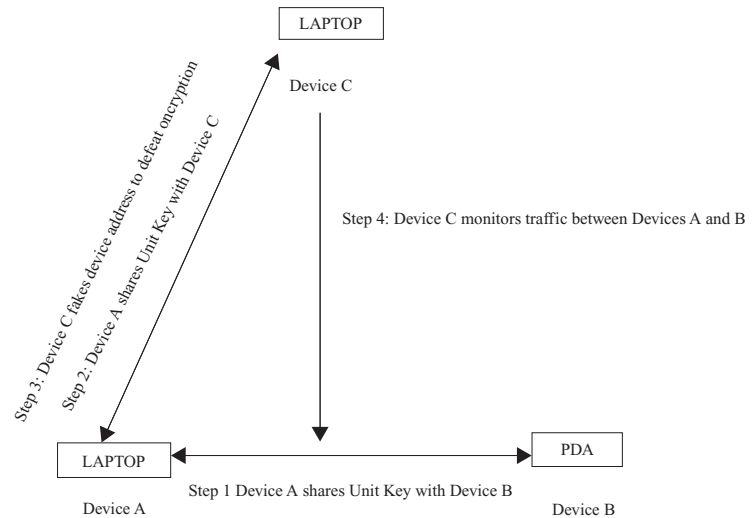 LAPTOP
Device C
Step 3: Device C fakes device address to defeat oncryption
Step 2: Device A shares Unit Key with Device C
Step 4: Device C monitors traffic between Devices A and B
LAPTOP
PDA
Step 1 Device A shares Unit Key with Device B
Device A
Device B